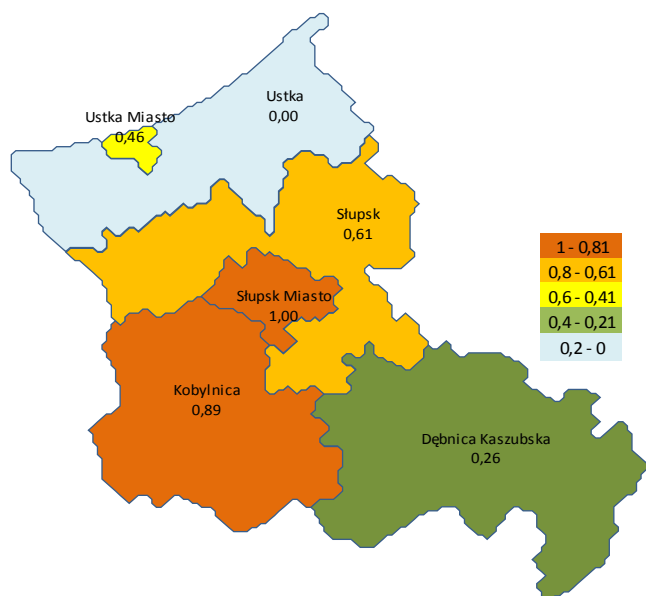 Ustka
0,00
Ustka Miasto
0,46
Słupsk
0,61
1 - 0,81
0,8 - 0,61
0,6 - 0,41
0,4 - 0,21
0,2 - 0
Słupsk Miasto
1,00
Kobylnica
0,89
Dębnica Kaszubska
0,26